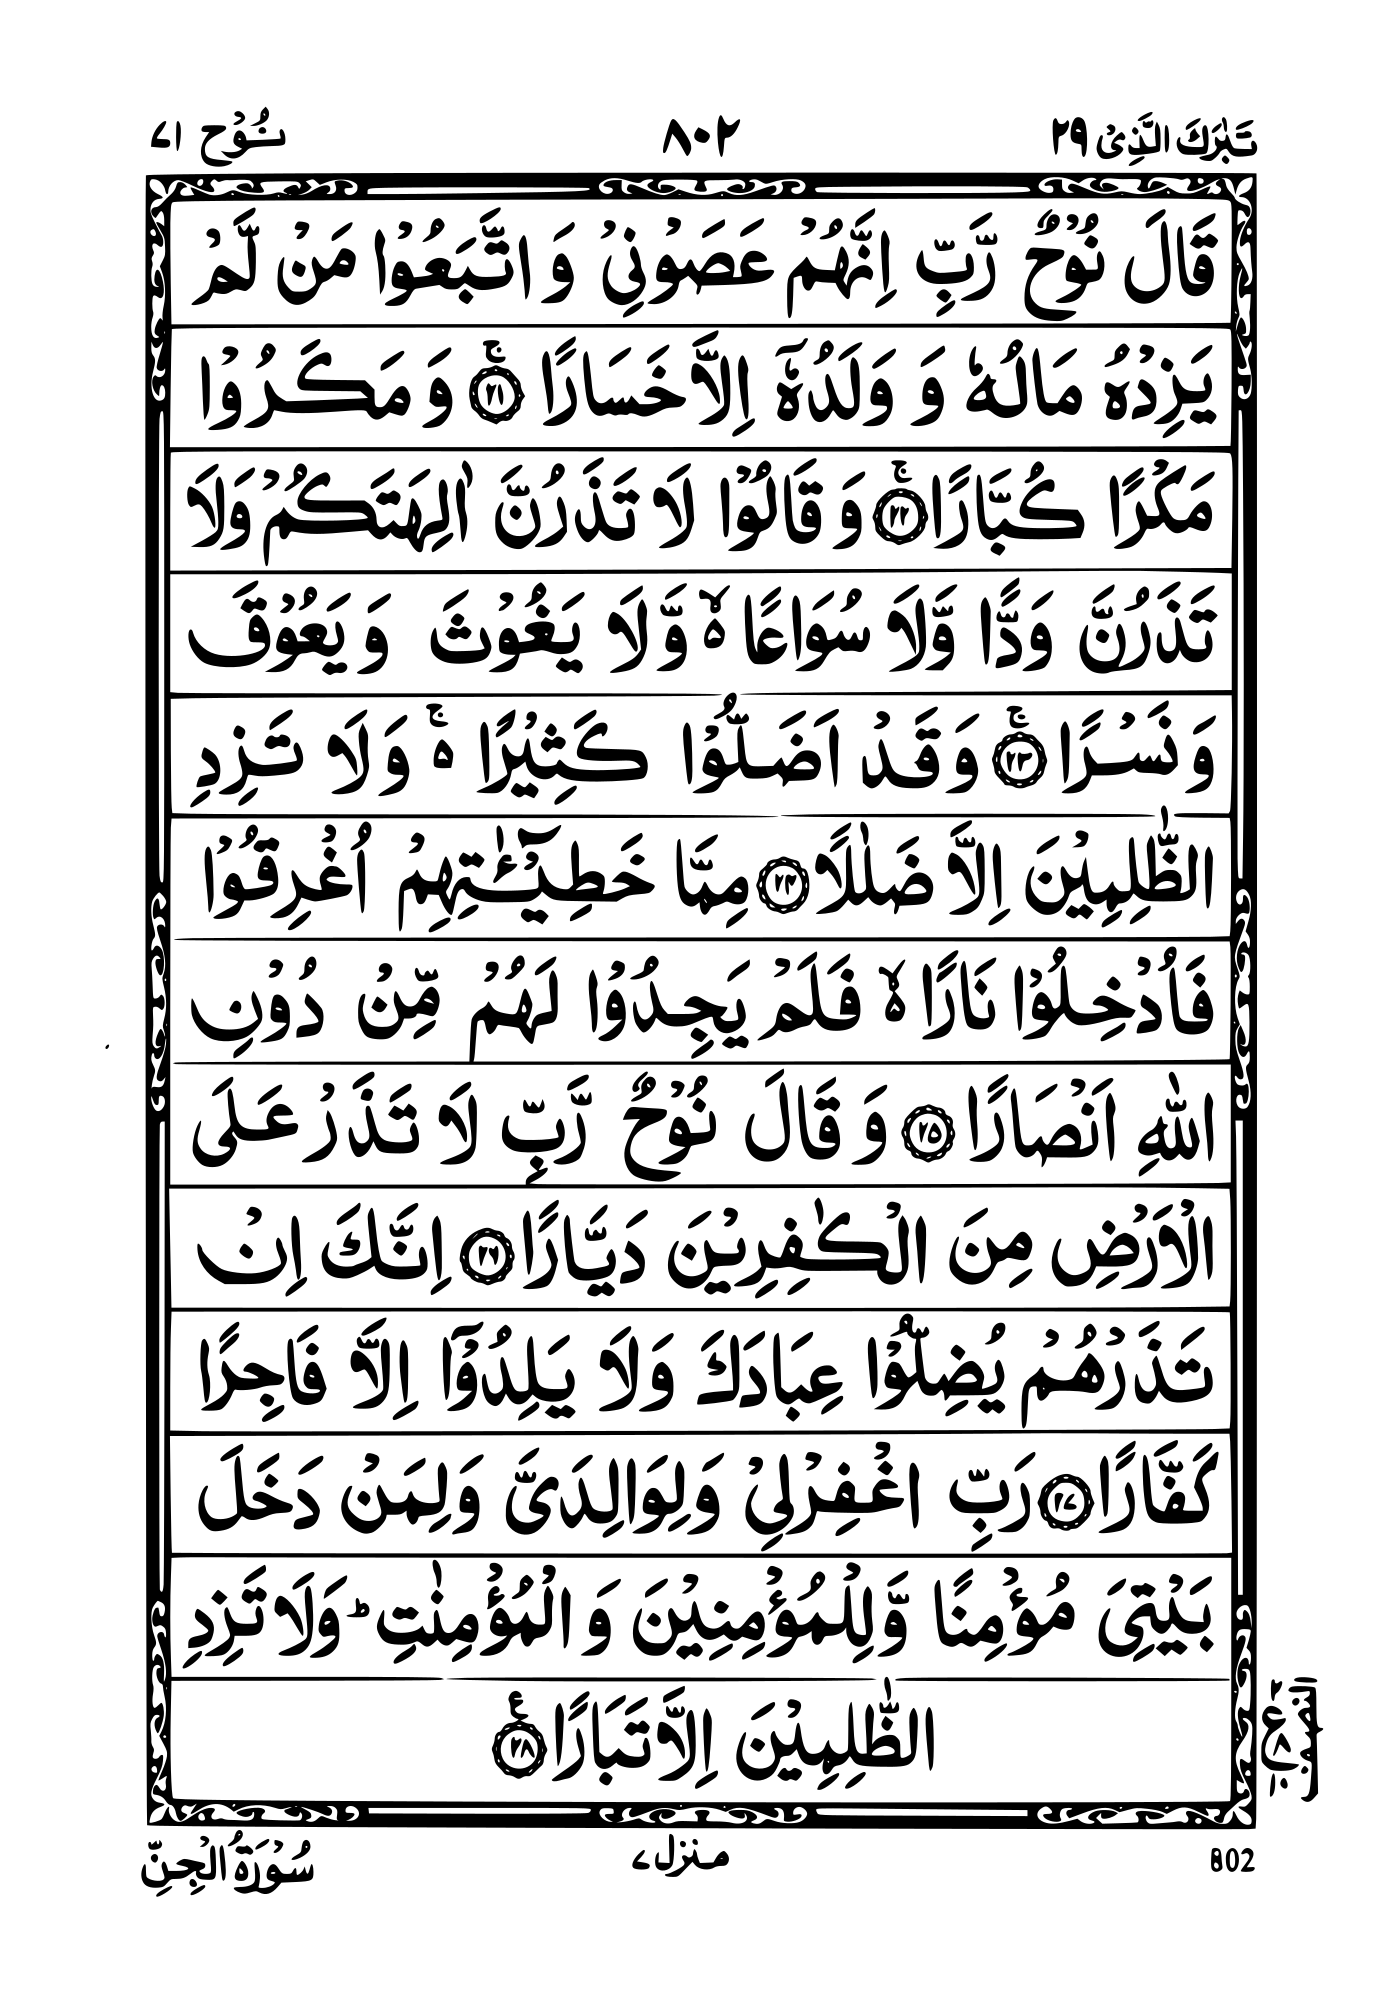 تَبٰرَكَ الَّذِىْ ۲۹
۸۰۲
نُوْح ۷۱
قَالَ نُوْحٌ رَّبِّ اِنَّهُمْ عَصَوْنِىْ وَ اتَّبَعُوْا مَنْ لَّمْ
يَزِدْهُ مَالُهٗ وَ وَلَدُهٗۤ اِلَّا خَسَارًا ۚ‏﴿۲۱﴾ وَ مَكَرُوْا
مَكْرًا كُبَّارًا ۚ‏﴿۲۲﴾ وَ قَالُوْا لَا تَذَرُنَّ اٰلِهَتَكُمْ وَلَا
تَذَرُنَّ وَدًّا وَّلَا سُوَاعًا ۙ۬ وَّلَا يَغُوْثَ وَ يَعُوْقَ
وَ نَسْرًا ۚ‏﴿۲۳﴾ وَ قَدْ اَضَلُّوْا كَثِيْرًا ۬ۚ وَلَا تَزِدِ
الظّٰلِمِيْنَ اِلَّا ضَلٰلًا‏﴿۲۴﴾ مِمَّا خَطِيْٓـــٰٔتِهِمْ اُغْرِقُوْا
فَاُدْخِلُوْا نَارًا ۙ۬ فَلَمْ يَجِدُوْا لَهُمْ مِّنْ دُوْنِ
اللّٰهِ اَنْصَارًا‏﴿۲۵﴾ وَ قَالَ نُوْحٌ رَّبِّ لَا تَذَرْ عَلَى
الْاَرْضِ مِنَ الْكٰفِرِيْنَ دَيَّارًا‏﴿۲۶﴾ اِنَّكَ اِنْ
تَذَرْهُمْ يُضِلُّوْا عِبَادَكَ وَلَا يَلِدُوْۤا اِلَّا فَاجِرًا
كَفَّارًا‏﴿۲۷﴾ رَبِّ اغْفِرْلِىْ وَلِوَالِدَىَّ وَلِمَنْ دَخَلَ
بَيْتِىَ مُؤْمِنًا وَّلِلْمُؤْمِنِيْنَ وَ الْمُؤْمِنٰتِ ؕ وَلَا تَزِدِ
الظّٰلِمِيْنَ اِلَّا تَبَارًا‏﴿۲۸﴾ ع
النصف
۲ ع ۸
802
منزل ۷
سُوْرَةُ الْجِنِّ